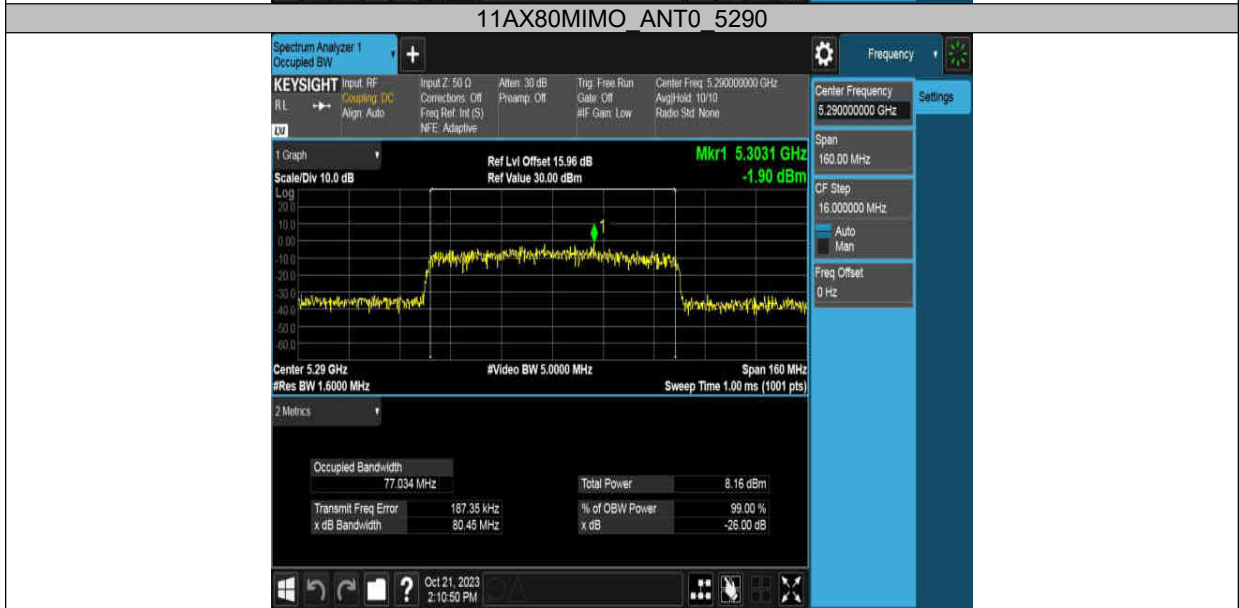 11AX80MIMO_ANT0_5290
Spectrum Analyzer 1
Occupied BW
+
Frequency
KEYSIGHT
RL
Input: RF
Coupling: DC
Align: Auto
Input Z: 50 Ω
Corrections: Off
Freq Ref: Int (S)
NFE: Adaptive
Atten: 30 dB
Preamp: Off
Trig: Free Run
Gate: Off
#IF Gain: Low
Center Freq: 5.290000000 GHz
Avg|Hold: 10/10
Radio Std: None
Center Frequency
5.290000000 GHz
Settings
Span
160.00 MHz
CF Step
16.000000 MHz
Auto
Man
Freq Offset
0 Hz
1 Graph
Scale/Div 10.0 dB
Ref Lvl Offset 15.96 dB
Ref Value 30.00 dBm
Mkr1 5.3031 GHz
-1.90 dBm
Log
20.0
10.0
0.00
-10.0
-20.0
-30.0
-40.0
-50.0
-60.0
1
Center 5.29 GHz
#Res BW 1.6000 MHz
#Video BW 5.0000 MHz
Span 160 MHz
Sweep Time 1.00 ms (1001 pts)
2 Metrics
Occupied Bandwidth
77.034 MHz
Transmit Freq Error 187.35 kHz
x dB Bandwidth 80.45 MHz
Total Power 8.16 dBm
% of OBW Power 99.00 %
x dB -26.00 dB
?
Oct 21, 2023
2:10:50 PM